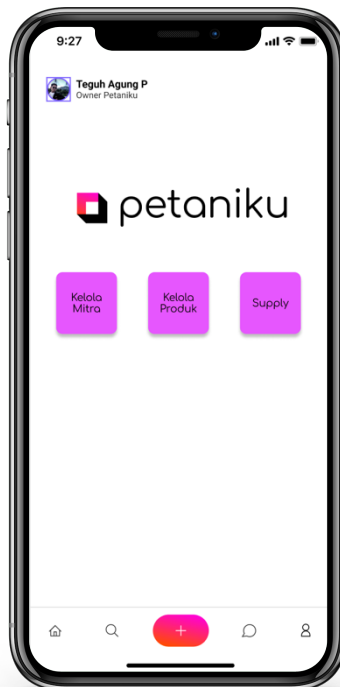 9:27
Teguh Agung P
Owner Petaniku
petaniku
Kelola
Mitra
Kelola
Produk
Supply